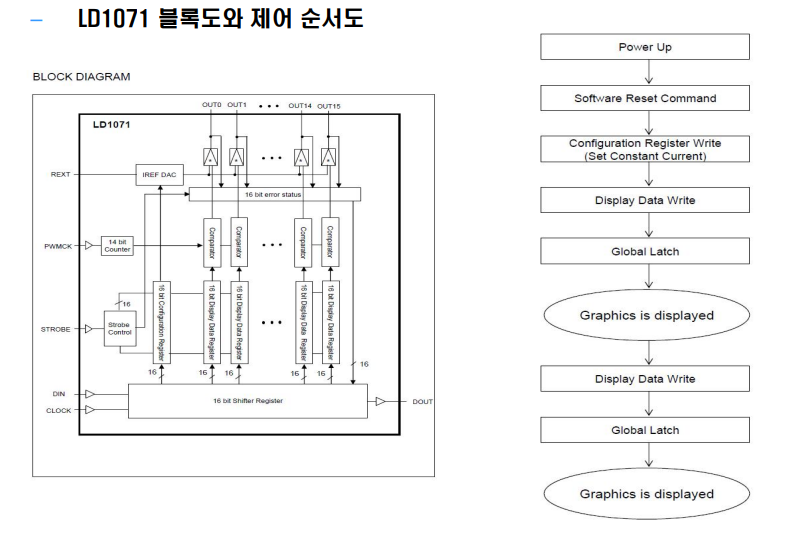 – LD1071 블록도와 제어 순서도
BLOCK DIAGRAM
OUT0 OUT1 ••• OUT14 OUT15
LD1071
•••
REXT
IREF DAC
16 bit error status
PWMCK
14 bit
Counter
Comparator
Comparator
•••
Comparator
Comparator
16
STROBE
Strobe
Control
16 bit Configuration Register
16 bit Display Data Register
16 bit Display Data Register
•••
16 bit Display Data Register
16 bit Display Data Register
16 16 16 16 16 16
DIN
CLOCK
16 bit Shifter Register
DOUT
Power Up
Software Reset Command
Configuration Register Write
(Set Constant Current)
Display Data Write
Global Latch
Graphics is displayed
Display Data Write
Global Latch
Graphics is displayed